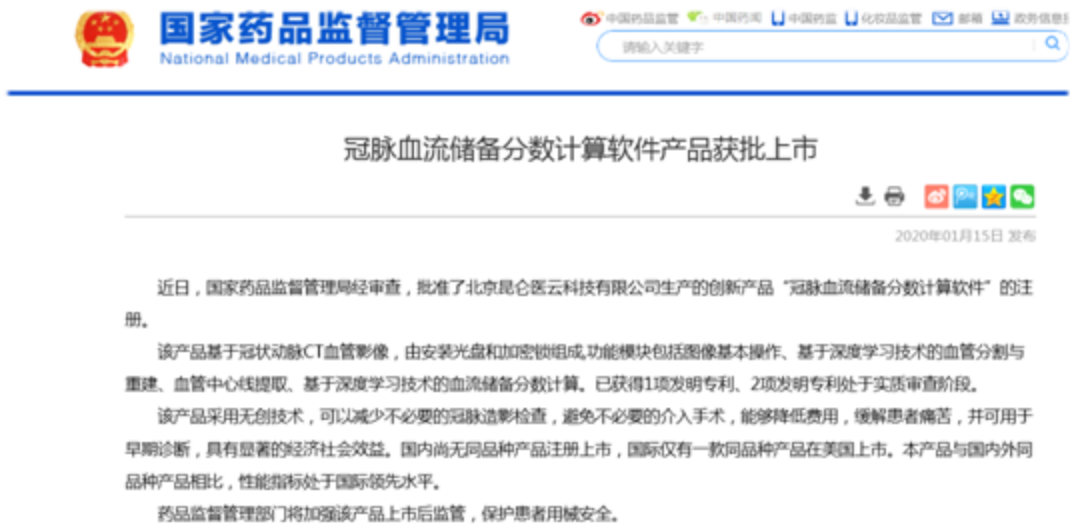 国家药品监督管理局
National Medical Products Administration
中国药品监管 中国药闻 中国药监 化妆品监管 邮箱 政务信息
请输入关键字
冠脉血流储备分数计算软件产品获批上市
2020年01月15日 发布
近日，国家药品监督管理局经审查，批准了北京昆仑医云科技有限公司生产的创新产品“冠脉血流储备分数计算软件”的注
册。
该产品基于冠状动脉CT血管影像，由安装光盘和加密锁组成,功能模块包括图像基本操作、基于深度学习技术的血管分割与
重建、血管中心线提取、基于深度学习技术的血流储备分数计算。已获得1项发明专利、2项发明专利处于实质审查阶段。
该产品采用无创技术，可以减少不必要的冠脉造影检查，避免不必要的介入手术，能够降低费用，缓解患者痛苦，并可用于
早期诊断，具有显著的经济社会效益。国内尚无同品种产品注册上市，国际仅有一款同品种产品在美国上市。本产品与国内外同
品种产品相比，性能指标处于国际领先水平。
药品监督管理部门将加强该产品上市后监管，保护患者用械安全。